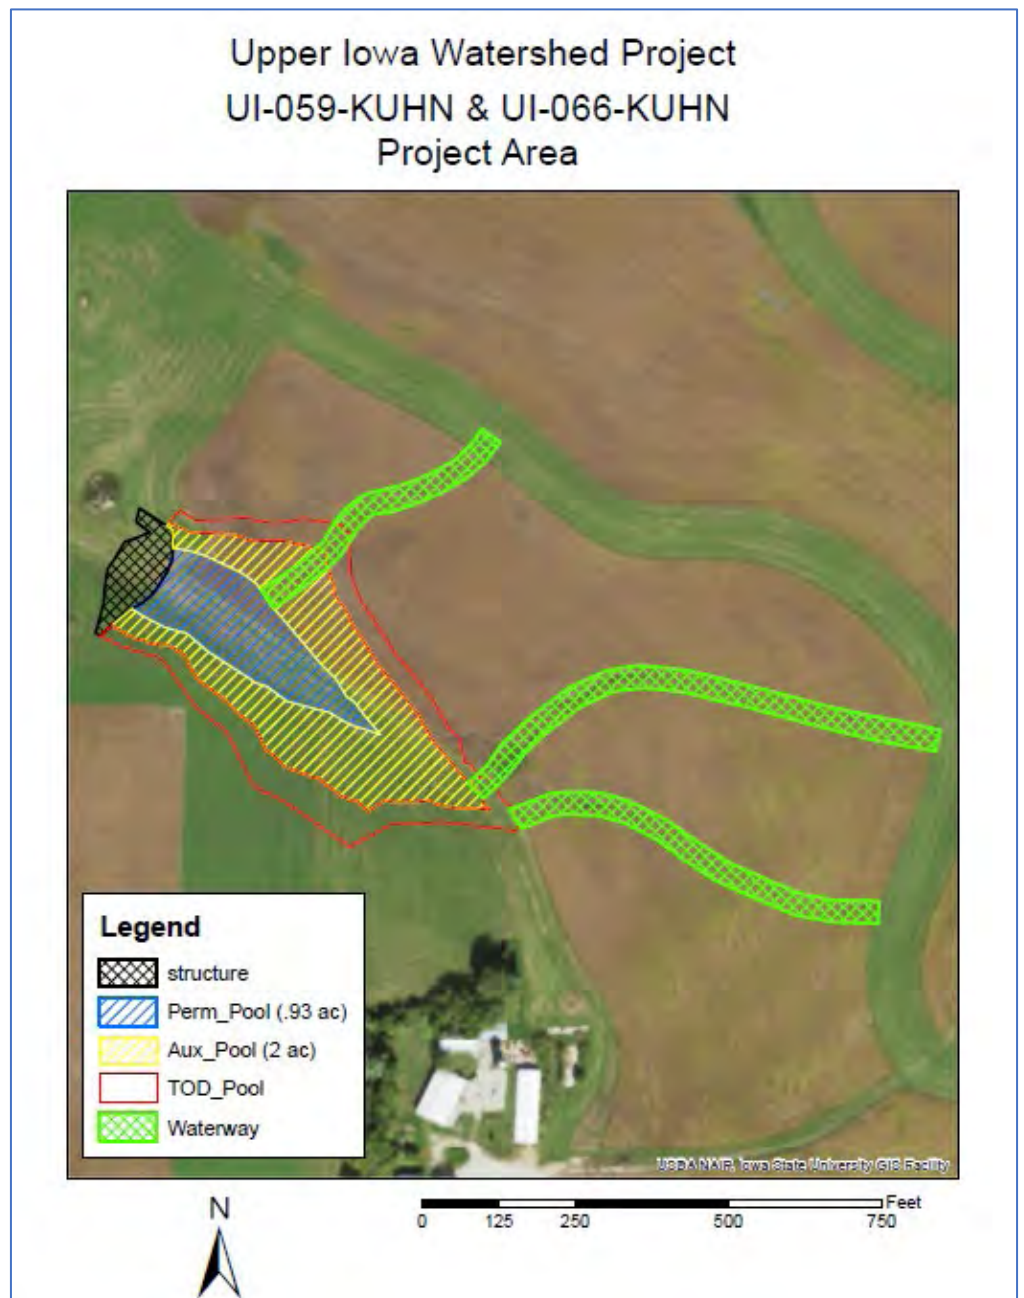 Upper Iowa Watershed Project
UI-059-KUHN & UI-066-KUHN
Project Area
Legend
structure
Perm_Pool (.93 ac)
Aux_Pool (2 ac)
TOD_Pool
Waterway
USDA NAIP, Iowa State University GIS Facility
N
Feet
0 125 250 500 750